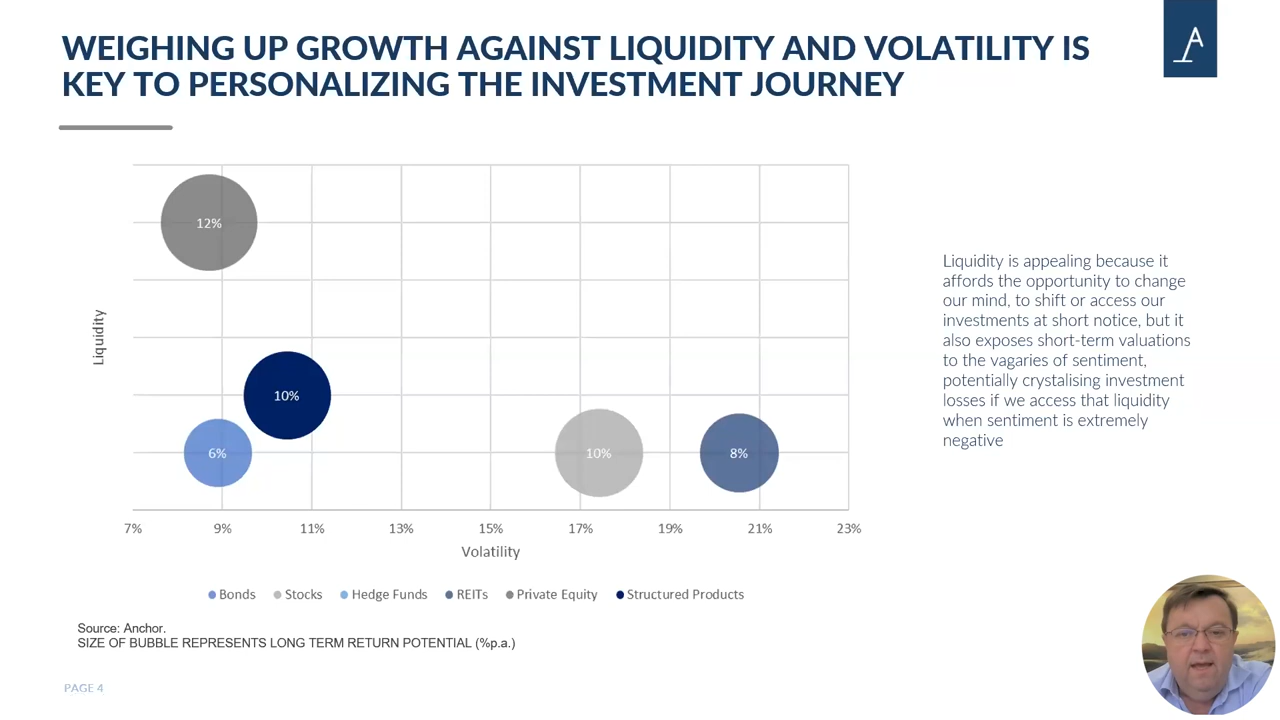 WEIGHING UP GROWTH AGAINST LIQUIDITY AND VOLATILITY IS
KEY TO PERSONALIZING THE INVESTMENT JOURNEY
A
12%
10%
6%
10%
8%
Liquidity
7%
9%
11%
13%
15%
17%
19%
21%
23%
Volatility
Bonds
Stocks
Hedge Funds
REITs
Private Equity
Structured Products
Liquidity is appealing because it
affords the opportunity to change
our mind, to shift or access our
investments at short notice, but it
also exposes short-term valuations
to the vagaries of sentiment,
potentially crystalising investment
losses if we access that liquidity
when sentiment is extremely
negative
Source: Anchor.
SIZE OF BUBBLE REPRESENTS LONG TERM RETURN POTENTIAL (%p.a.)
PAGE 4